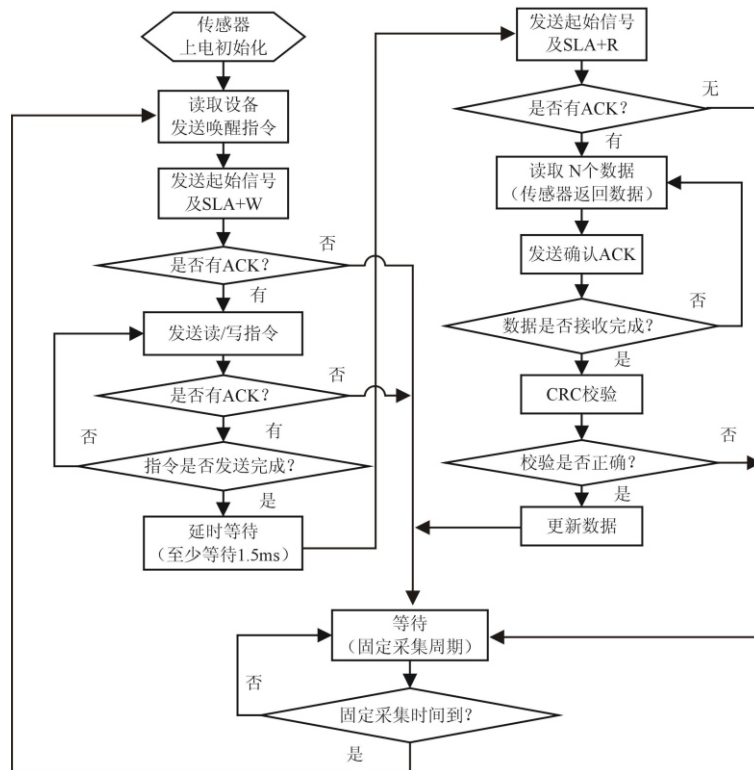 传感器
上电初始化
读取设备
发送唤醒指令
发送起始信号
及SLA+W
是否有ACK?
否
有
发送读/写指令
是否有ACK?
否
有
否
指令是否发送完成?
是
延时等待
(至少等待1.5ms)
发送起始信号
及SLA+R
无
是否有ACK?
有
读取 N个数据
(传感器返回数据)
发送确认ACK
否
数据是否接收完成?
是
CRC校验
否
校验是否正确?
是
更新数据
等待
(固定采集周期)
否
固定采集时间到?
是